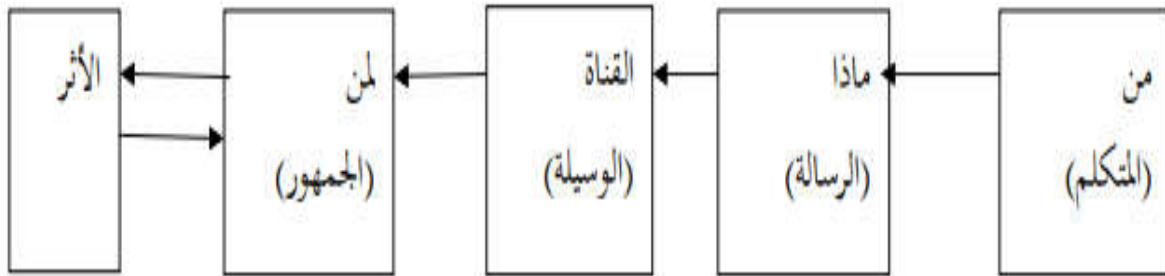 من
(المتكلم)
ماذا
(الرسالة)
القناة
(الوسيلة)
لمن
(الجمهور)
الأثر